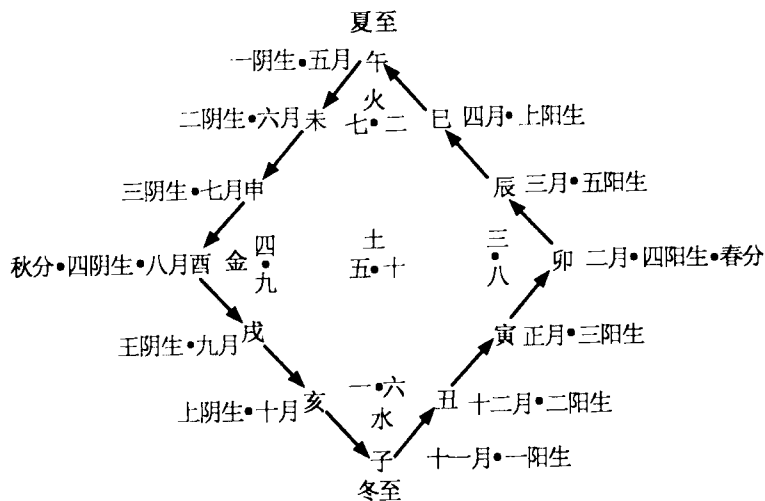 夏至
一阴生·五月 午
火
二阴生·六月 未 七·二 巳 四月·上阳生
三阴生·七月 申 辰 三月·五阳生
秋分·四阴生·八月 酉 金 四·九 土 五·十 三·八 卯 二月·四阳生·春分
王阴生·九月 戌 寅 正月·三阳生
上阴生·十月 亥 一·六 丑 十二月·二阳生
水
子 十一月·一阳生
冬至